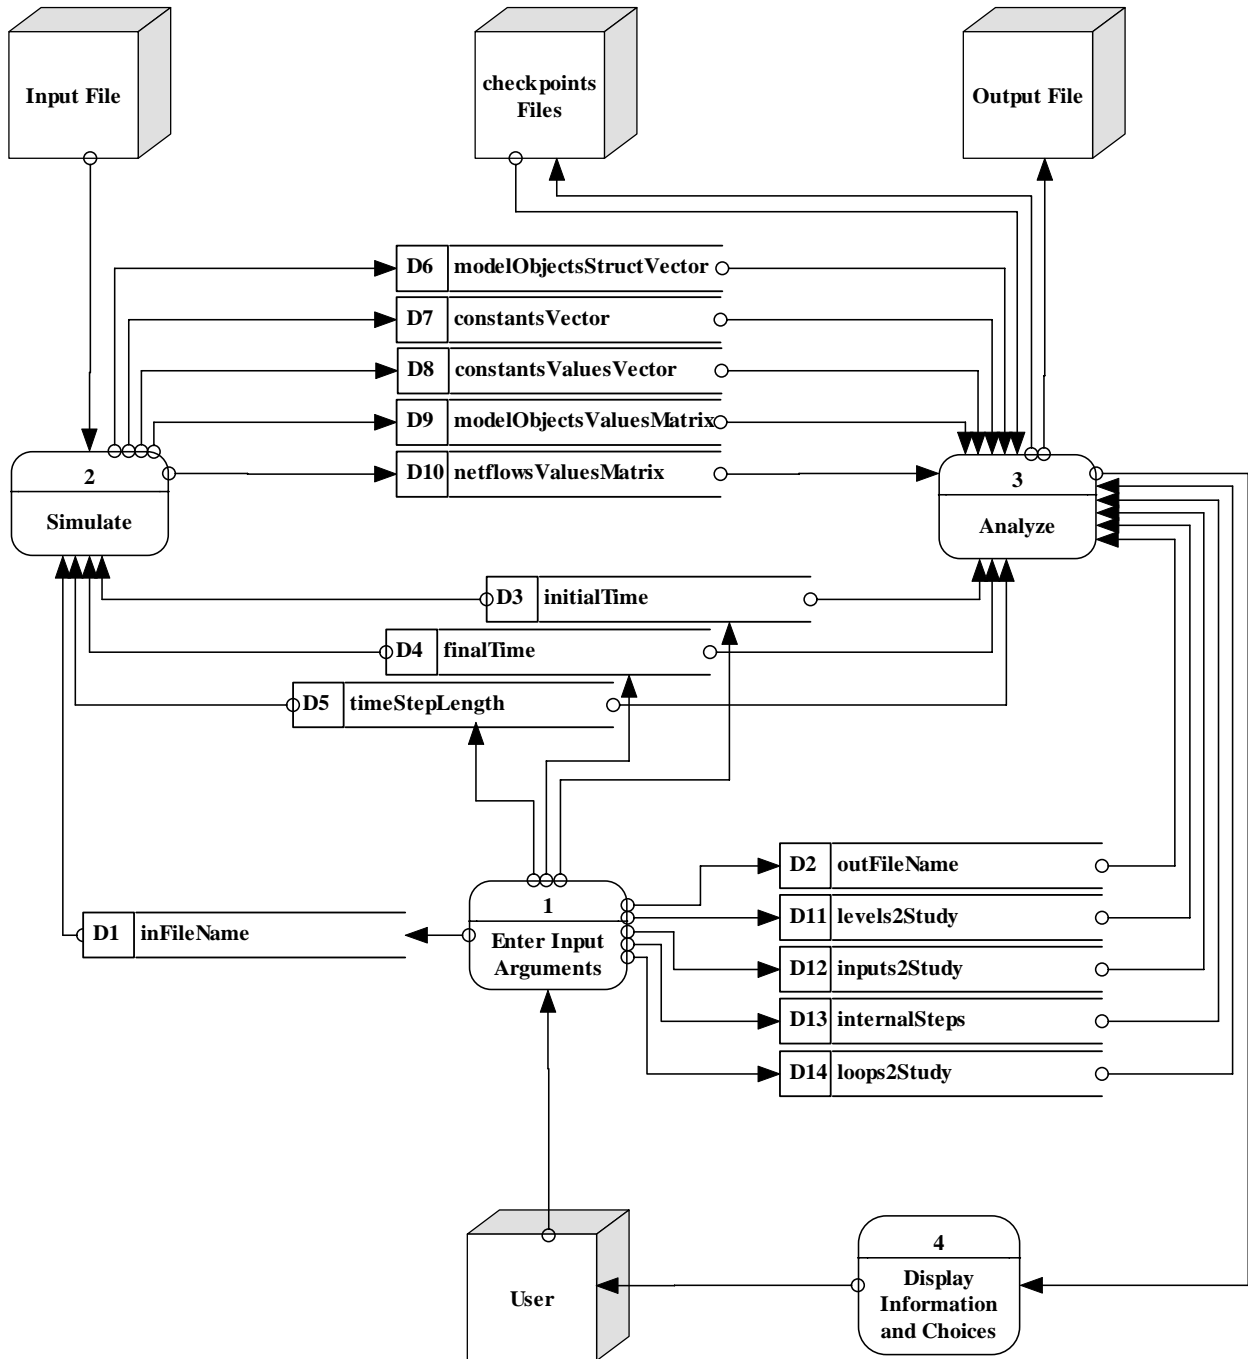 Input File
checkpoints
Files
Output File
D6 modelObjectsStructVector
D7 constantsVector
D8 constantsValuesVector
D9 modelObjectsValuesMatrix
D10 netflowsValuesMatrix
2
Simulate
3
Analyze
D3 initialTime
D4 finalTime
D5 timeStepLength
D2 outFileName
1
Enter Input
Arguments
D1 inFileName
D11 levels2Study
D12 inputs2Study
D13 internalSteps
D14 loops2Study
User
4
Display
Information
and Choices